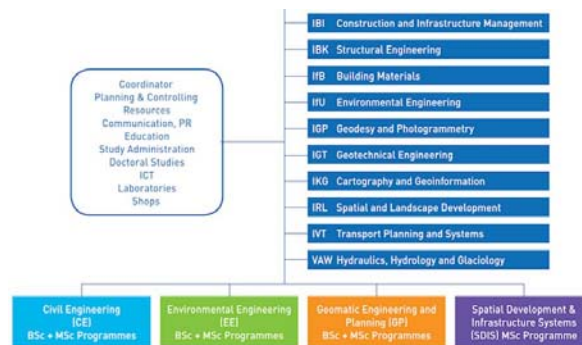 IBI Construction and Infrastructure Management
IBK Structural Engineering
IfB Building Materials
IfU Environmental Engineering
IGP Geodesy and Photogrammetry
IGT Geotechnical Engineering
IKG Cartography and Geoinformation
IRL Spatial and Landscape Development
IVT Transport Planning and Systems
VAW Hydraulics, Hydrology and Glaciology
Coordinator
Planning & Controlling
Resources
Communication, PR
Education
Study Administration
Doctoral Studies
ICT
Laboratories
Shops
Civil Engineering
(CE)
BSc + MSc Programmes
Environmental Engineering
(EE)
BSc + MSc Programmes
Geomatic Engineering and
Planning (GP)
BSc + MSc Programmes
Spatial Development &
Infrastructure Systems
(SDIS) MSc Programme